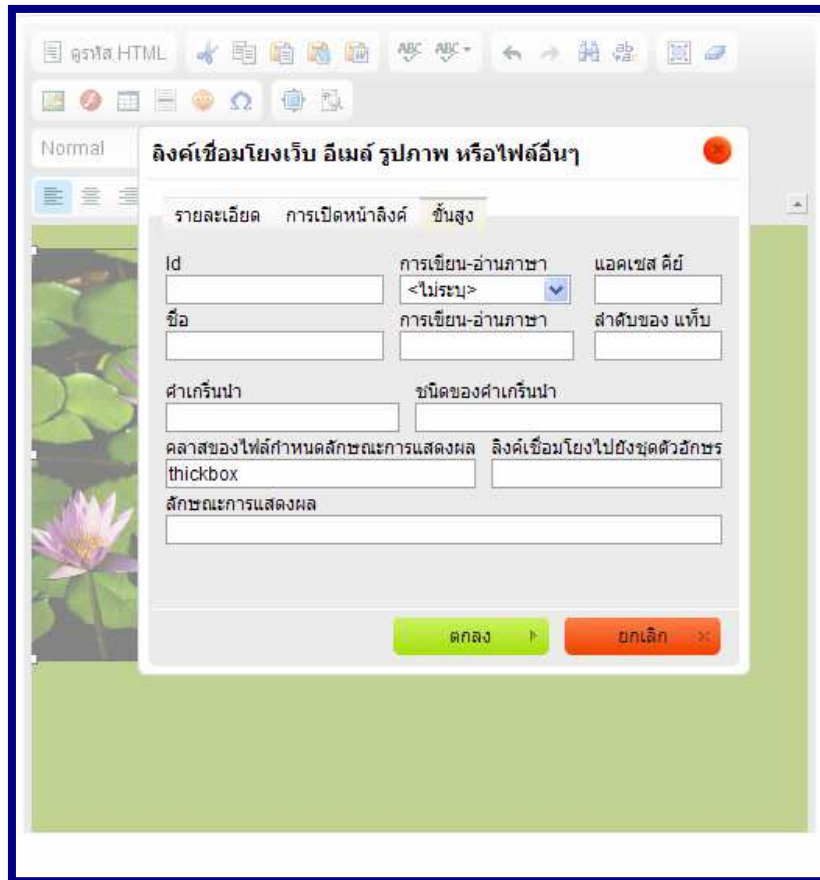 ดูรหัส HTML
Normal
ลิงค์เชื่อมโยงเว็บ อีเมล์ รูปภาพ หรือไฟล์อื่นๆ
รายละเอียด การเปิดหน้าลิงค์ ขั้นสูง
Id การเขียน-อ่านภาษา แอคเซส คีย์
<ไม่ระบุ>
ชื่อ การเขียน-อ่านภาษา ลำดับของ แท็บ
คำเกริ่นนำ ชนิดของคำเกริ่นนำ
คลาสของไฟล์กำหนดลักษณะการแสดงผล ลิงค์เชื่อมโยงไปยังชุดตัวอักษร
thickbox
ลักษณะการแสดงผล
ตกลง ยกเลิก